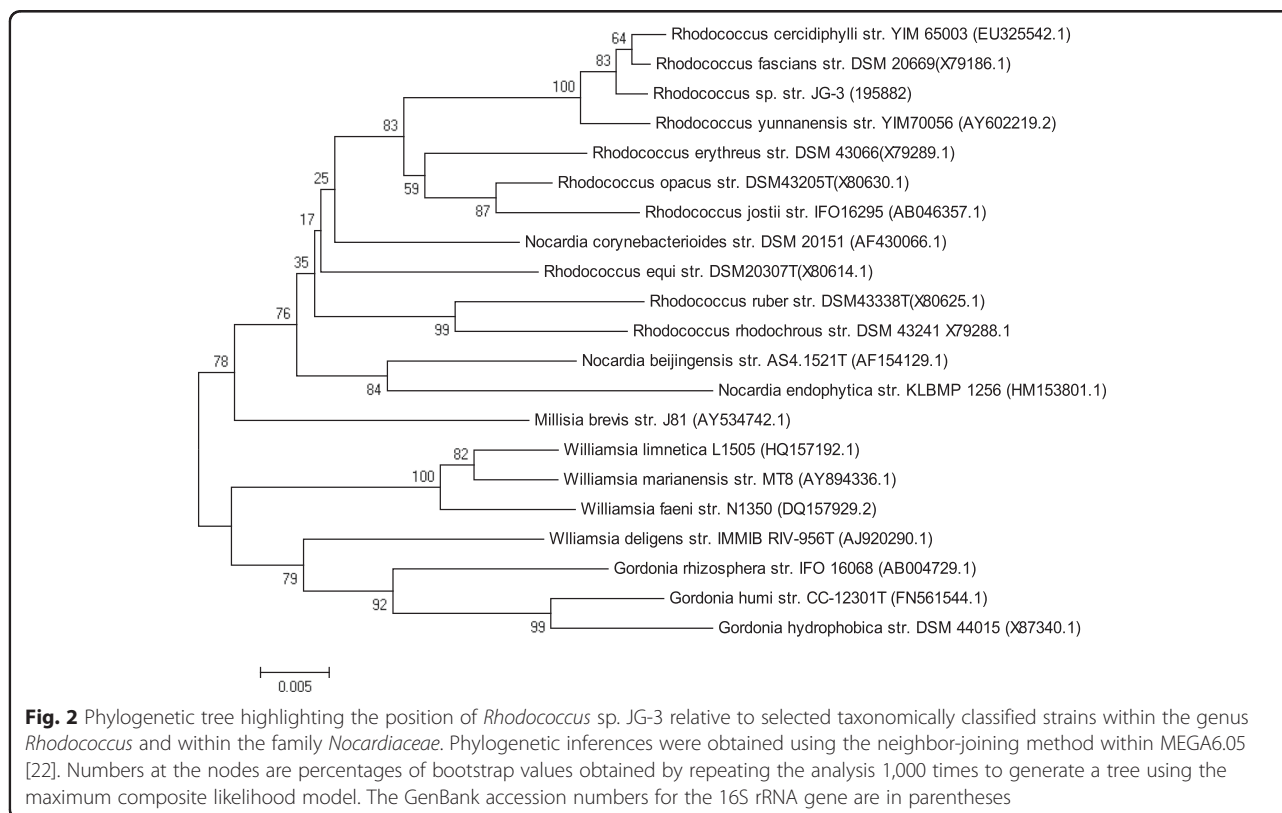 64
Rhodococcus cercidiphylli str. YIM 65003 (EU325542.1)
83
Rhodococcus fascians str. DSM 20669(X79186.1)
100
Rhodococcus sp. str. JG-3 (195882)
83
Rhodococcus yunnanensis str. YIM70056 (AY602219.2)
Rhodococcus erythreus str. DSM 43066(X79289.1)
25
59
Rhodococcus opacus str. DSM43205T(X80630.1)
87
Rhodococcus jostii str. IFO16295 (AB046357.1)
17
Nocardia corynebacterioides str. DSM 20151 (AF430066.1)
35
Rhodococcus equi str. DSM20307T(X80614.1)
Rhodococcus ruber str. DSM43338T(X80625.1)
76
99
Rhodococcus rhodochrous str. DSM 43241 X79288.1
78
Nocardia beijingensis str. AS4.1521T (AF154129.1)
84
Nocardia endophytica str. KLBMP 1256 (HM153801.1)
Millisia brevis str. J81 (AY534742.1)
82
Williamsia limnetica L1505 (HQ157192.1)
100
Williamsia marianensis str. MT8 (AY894336.1)
Williamsia faeni str. N1350 (DQ157929.2)
Wlliamsia deligens str. IMMIB RIV-956T (AJ920290.1)
79
Gordonia rhizosphera str. IFO 16068 (AB004729.1)
92
Gordonia humi str. CC-12301T (FN561544.1)
99
Gordonia hydrophobica str. DSM 44015 (X87340.1)
0.005
Fig. 2 Phylogenetic tree highlighting the position of Rhodococcus sp. JG-3 relative to selected taxonomically classified strains within the genus
Rhodococcus and within the family Nocardiaceae. Phylogenetic inferences were obtained using the neighbor-joining method within MEGA6.05
[22]. Numbers at the nodes are percentages of bootstrap values obtained by repeating the analysis 1,000 times to generate a tree using the
maximum composite likelihood model. The GenBank accession numbers for the 16S rRNA gene are in parentheses